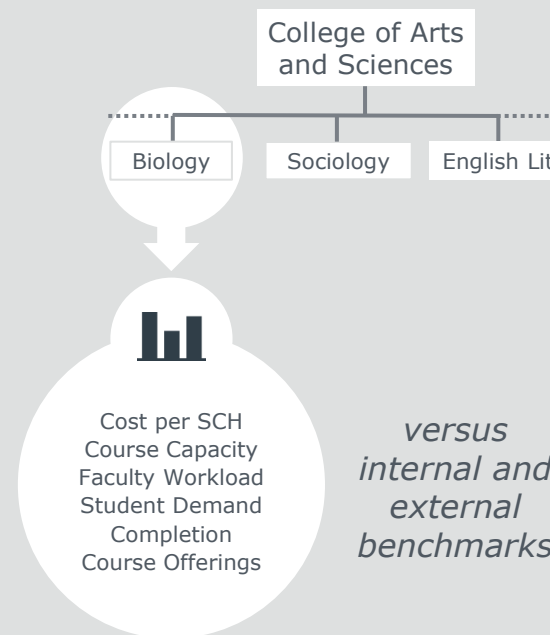 College of Arts
and Sciences
Biology
Sociology
English Lit
Cost per SCH
Course Capacity
Faculty Workload
Student Demand
Completion
Course Offerings
versus
internal and
external
benchmarks